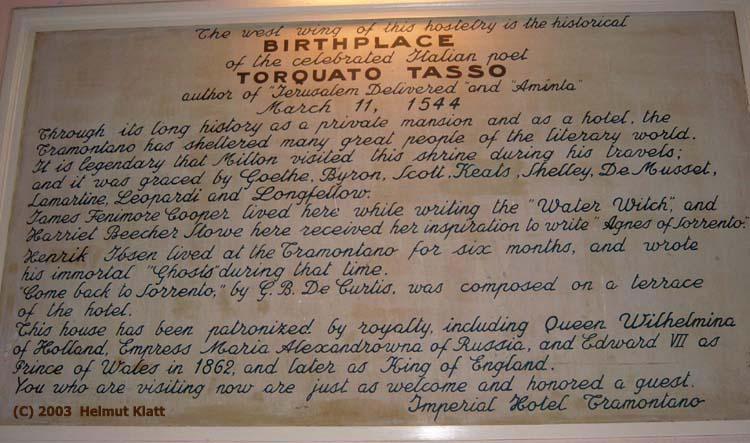 The west wing of this hostelry is the historical
BIRTHPLACE
of the celebrated Italian poet
TORQUATO TASSO
author of "Jerusalem Delivered" and "Aminta"
March 11, 1544
Through its long history as a private mansion and as a hotel, the
Tramontano has sheltered many great people of the literary world.
It is legendary that Milton visited this shrine during his travels;
and it was graced by Goethe, Byron, Scott, Keats, Shelley, De Musset,
Lamartine, Leopardi and Longfellow.
James Fenimore Cooper lived here while writing the "Water Witch", and
Harriet Beecher Stowe here received her inspiration to write "Agnes of Sorrento."
Henrik Ibsen lived at the Tramontano for six months, and wrote
his immortal "Ghosts" during that time.
"Come back to Sorrento," by G. B. De Curtis, was composed on a terrace
of the hotel.
This house has been patronized by royalty, including Queen Wilhelmina
of Holland, Empress Maria Alexandrowna of Russia, and Edward VII as
Prince of Wales in 1862, and later as King of England.
You who are visiting now are just as welcome and honored a guest.
Imperial Hotel Tramontano
(C) 2003 Helmut Klatt